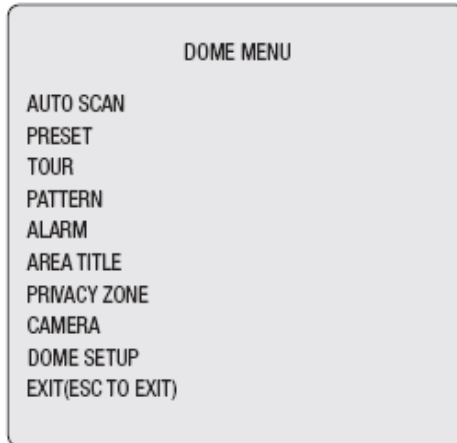 DOME MENU
AUTO SCAN
PRESET
TOUR
PATTERN
ALARM
AREA TITLE
PRIVACY ZONE
CAMERA
DOME SETUP
EXIT(ESC TO EXIT)